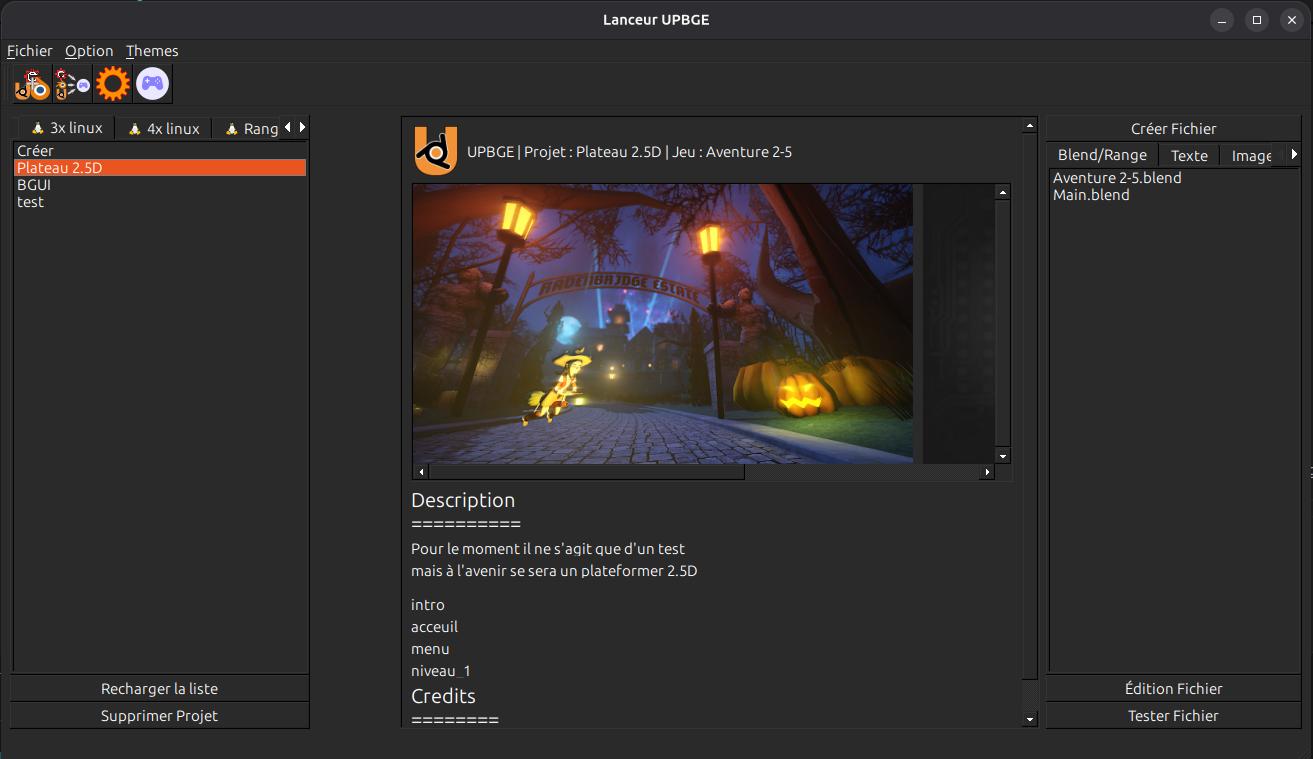 Lanceur UPBGE
Fichier Option Themes
3x linux 4x linux Rang
Créer
Plateau 2.5D
BGUI
test
Recharger la liste
Supprimer Projet
UPBGE | Projet : Plateau 2.5D | Jeu : Aventure 2-5
RAVENBRIDGE ESTATE
Description
==========
Pour le moment il ne s'agit que d'un test
mais à l'avenir se sera un plateformer 2.5D
intro
acceuil
menu
niveau_1
Credits
========
Créer Fichier
Blend/Range Texte Image
Aventure 2-5.blend
Main.blend
Édition Fichier
Tester Fichier